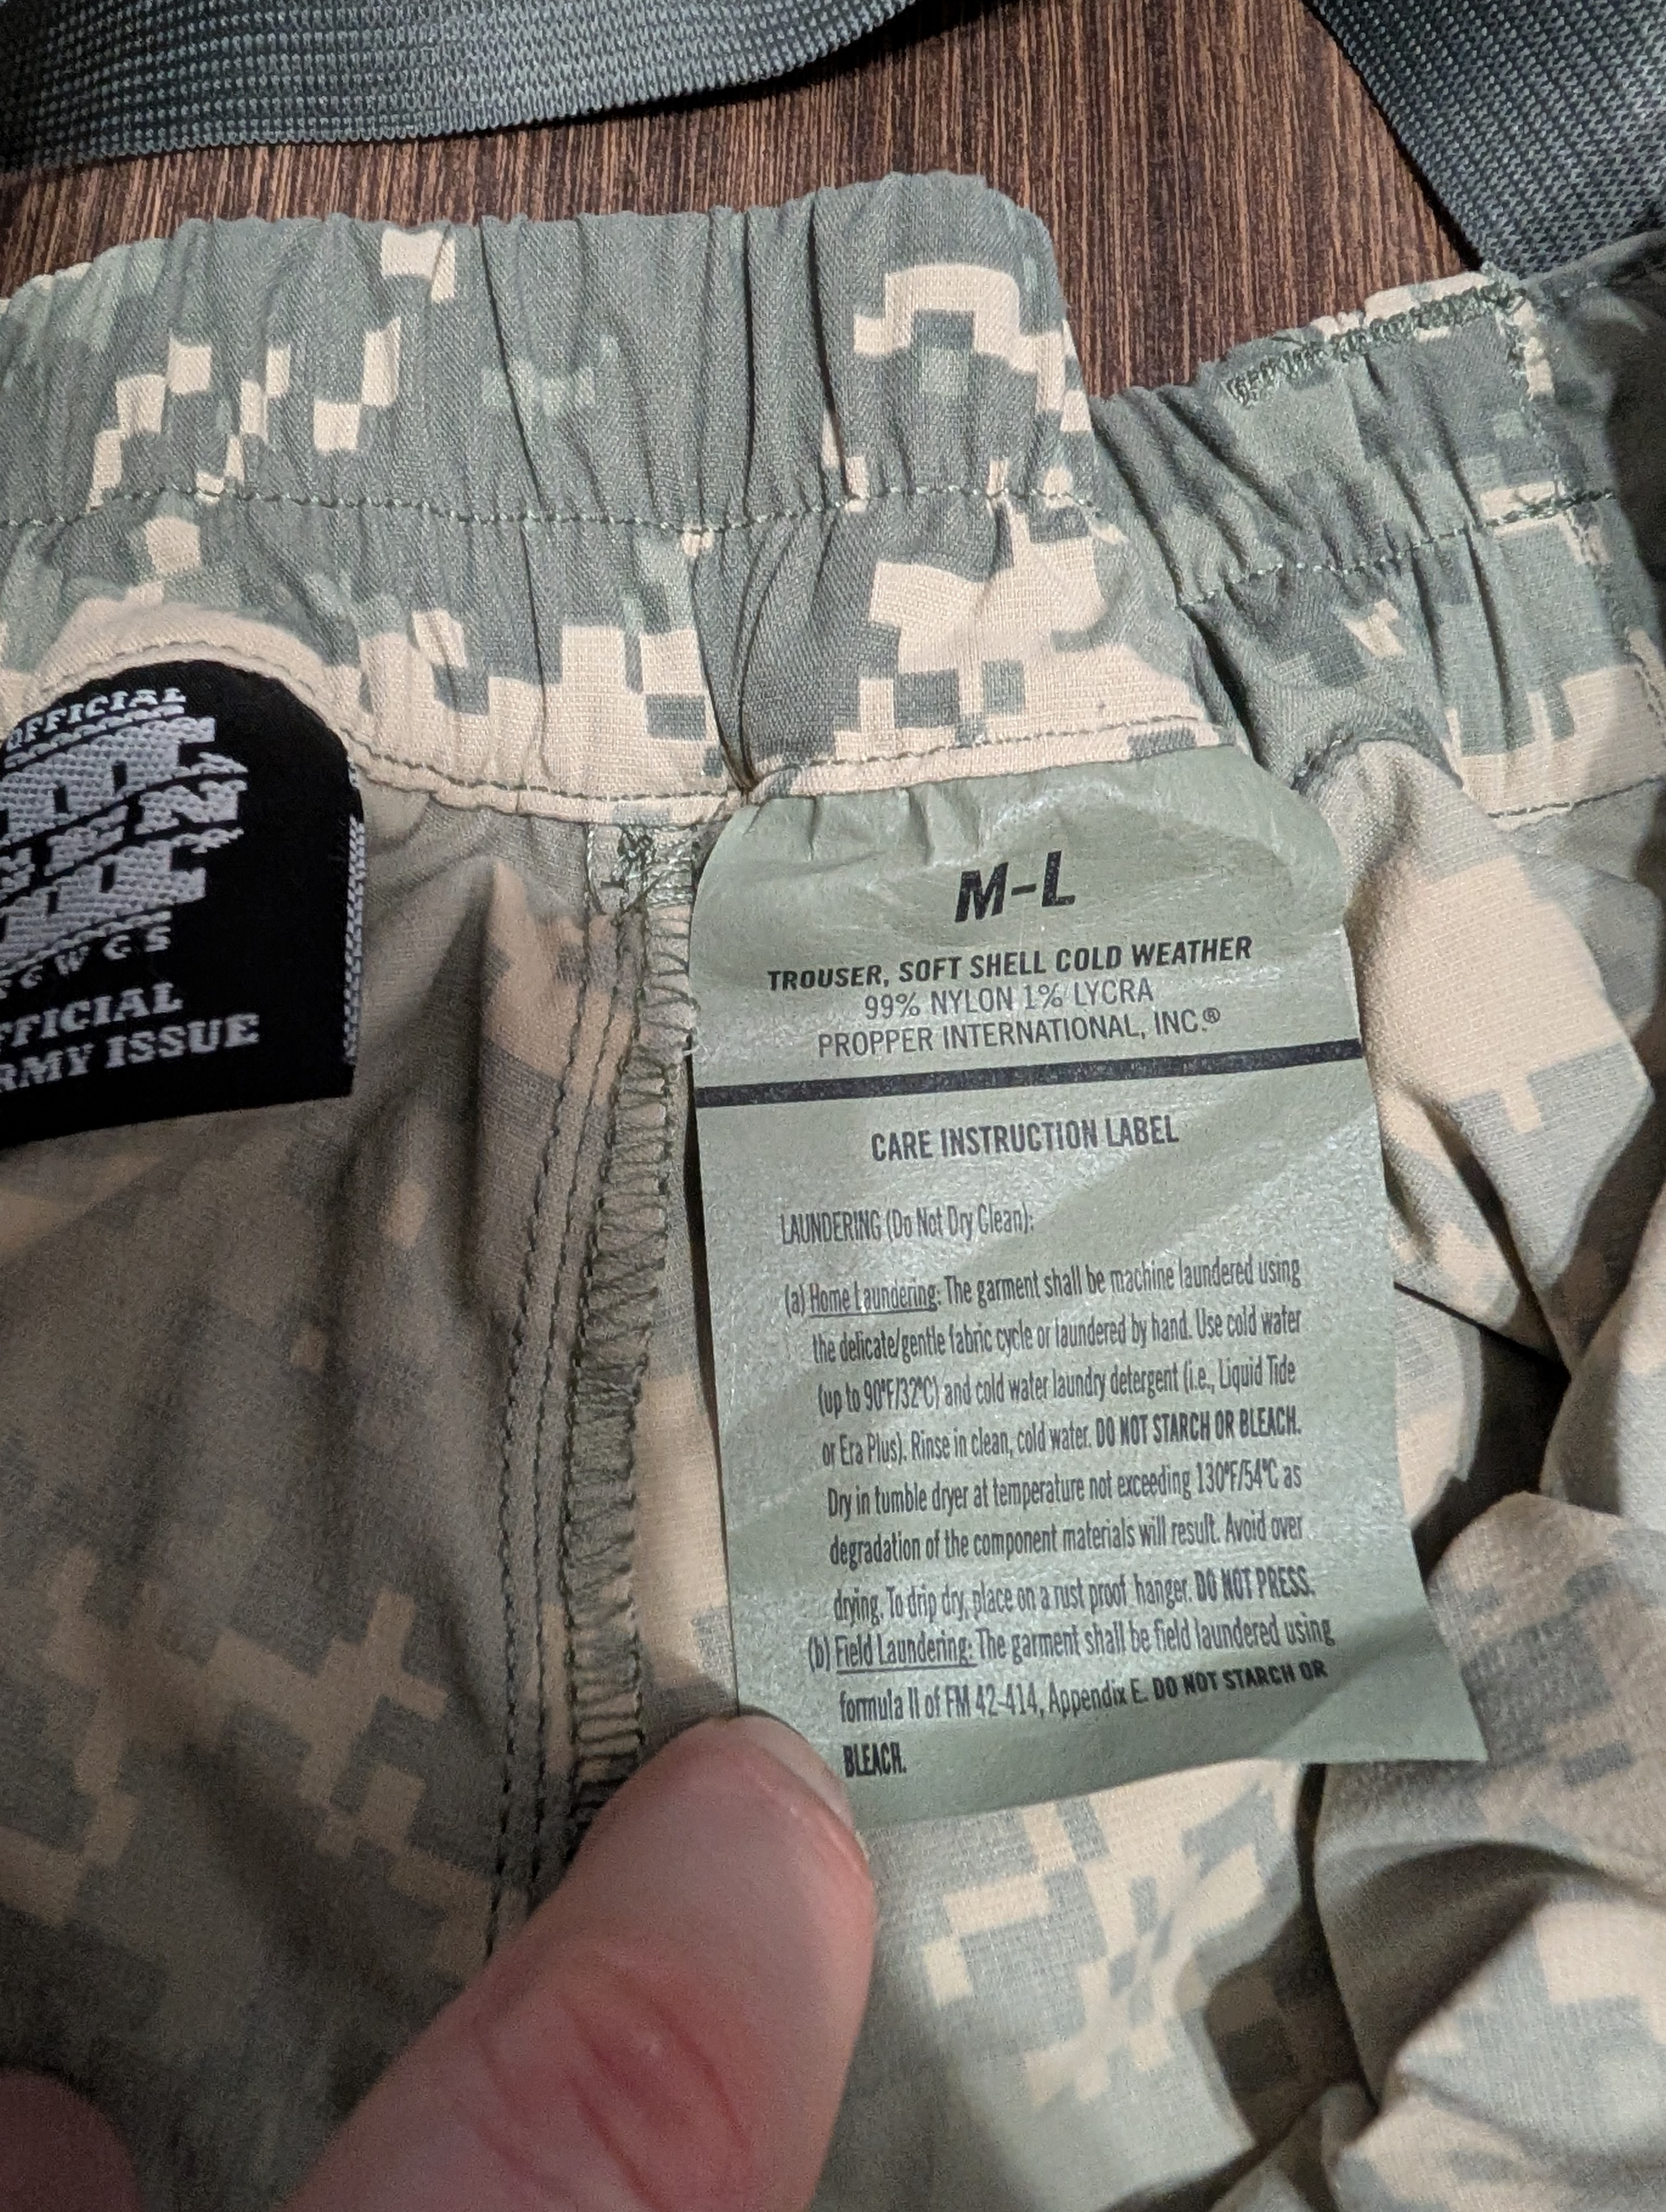 OFFICIAL
GEN
III
ECWCS
OFFICIAL
ARMY ISSUE
M-L
TROUSER, SOFT SHELL COLD WEATHER
99% NYLON 1% LYCRA
PROPPER INTERNATIONAL, INC.®
CARE INSTRUCTION LABEL
LAUNDERING (Do Not Dry Clean):
(a) Home Laundering: The garment shall be machine laundered using
the delicate/gentle fabric cycle or laundered by hand. Use cold water
(up to 90°F/32°C) and cold water laundry detergent (i.e., Liquid Tide
or Era Plus). Rinse in clean, cold water. DO NOT STARCH OR BLEACH.
Dry in tumble dryer at temperature not exceeding 130°F/54°C as
degradation of the component materials will result. Avoid over
drying. To drip dry, place on a rust proof hanger. DO NOT PRESS.
(b) Field Laundering: The garment shall be field laundered using
formula II of FM 42-414, Appendix E. DO NOT STARCH OR
BLEACH.